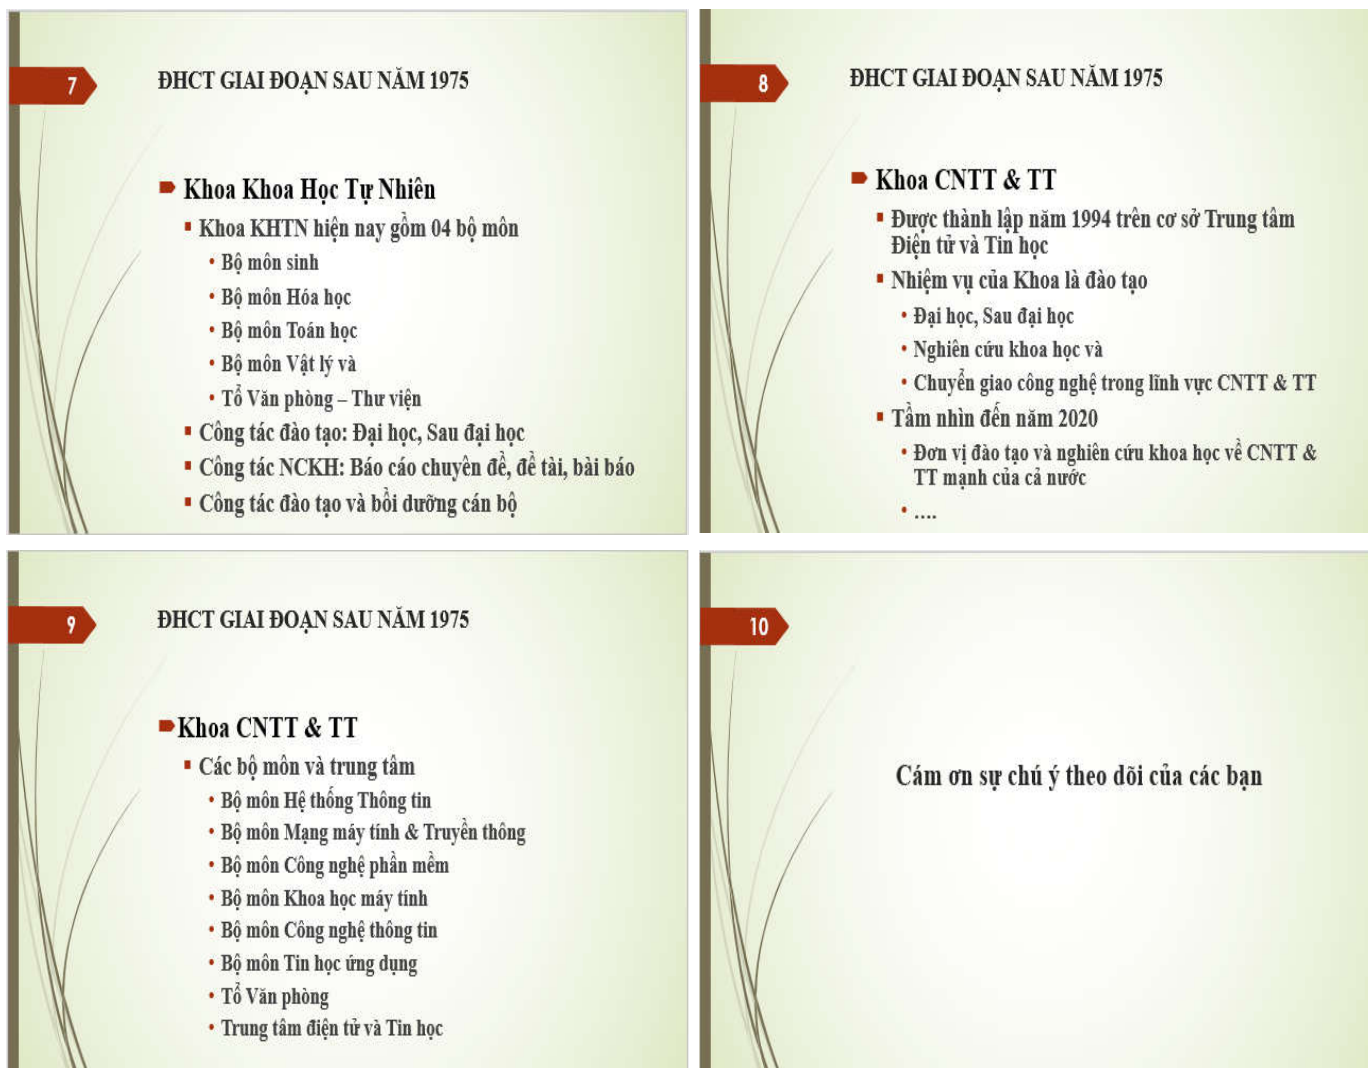 7
ĐHCT GIAI ĐOẠN SAU NĂM 1975
Khoa Khoa Học Tự Nhiên
Khoa KHTN hiện nay gồm 04 bộ môn
Bộ môn sinh
Bộ môn Hóa học
Bộ môn Toán học
Bộ môn Vật lý và
Tổ Văn phòng – Thư viện
Công tác đào tạo: Đại học, Sau đại học
Công tác NCKH: Báo cáo chuyên đề, đề tài, bài báo
Công tác đào tạo và bồi dưỡng cán bộ
8
ĐHCT GIAI ĐOẠN SAU NĂM 1975
Khoa CNTT & TT
Được thành lập năm 1994 trên cơ sở Trung tâm
Điện tử và Tin học
Nhiệm vụ của Khoa là đào tạo
Đại học, Sau đại học
Nghiên cứu khoa học và
Chuyển giao công nghệ trong lĩnh vực CNTT & TT
Tầm nhìn đến năm 2020
Đơn vị đào tạo và nghiên cứu khoa học về CNTT &
TT mạnh của cả nước
....
9
ĐHCT GIAI ĐOẠN SAU NĂM 1975
Khoa CNTT & TT
Các bộ môn và trung tâm
Bộ môn Hệ thống Thông tin
Bộ môn Mạng máy tính & Truyền thông
Bộ môn Công nghệ phần mềm
Bộ môn Khoa học máy tính
Bộ môn Công nghệ thông tin
Bộ môn Tin học ứng dụng
Tổ Văn phòng
Trung tâm điện tử và Tin học
10
Cám ơn sự chú ý theo dõi của các bạn